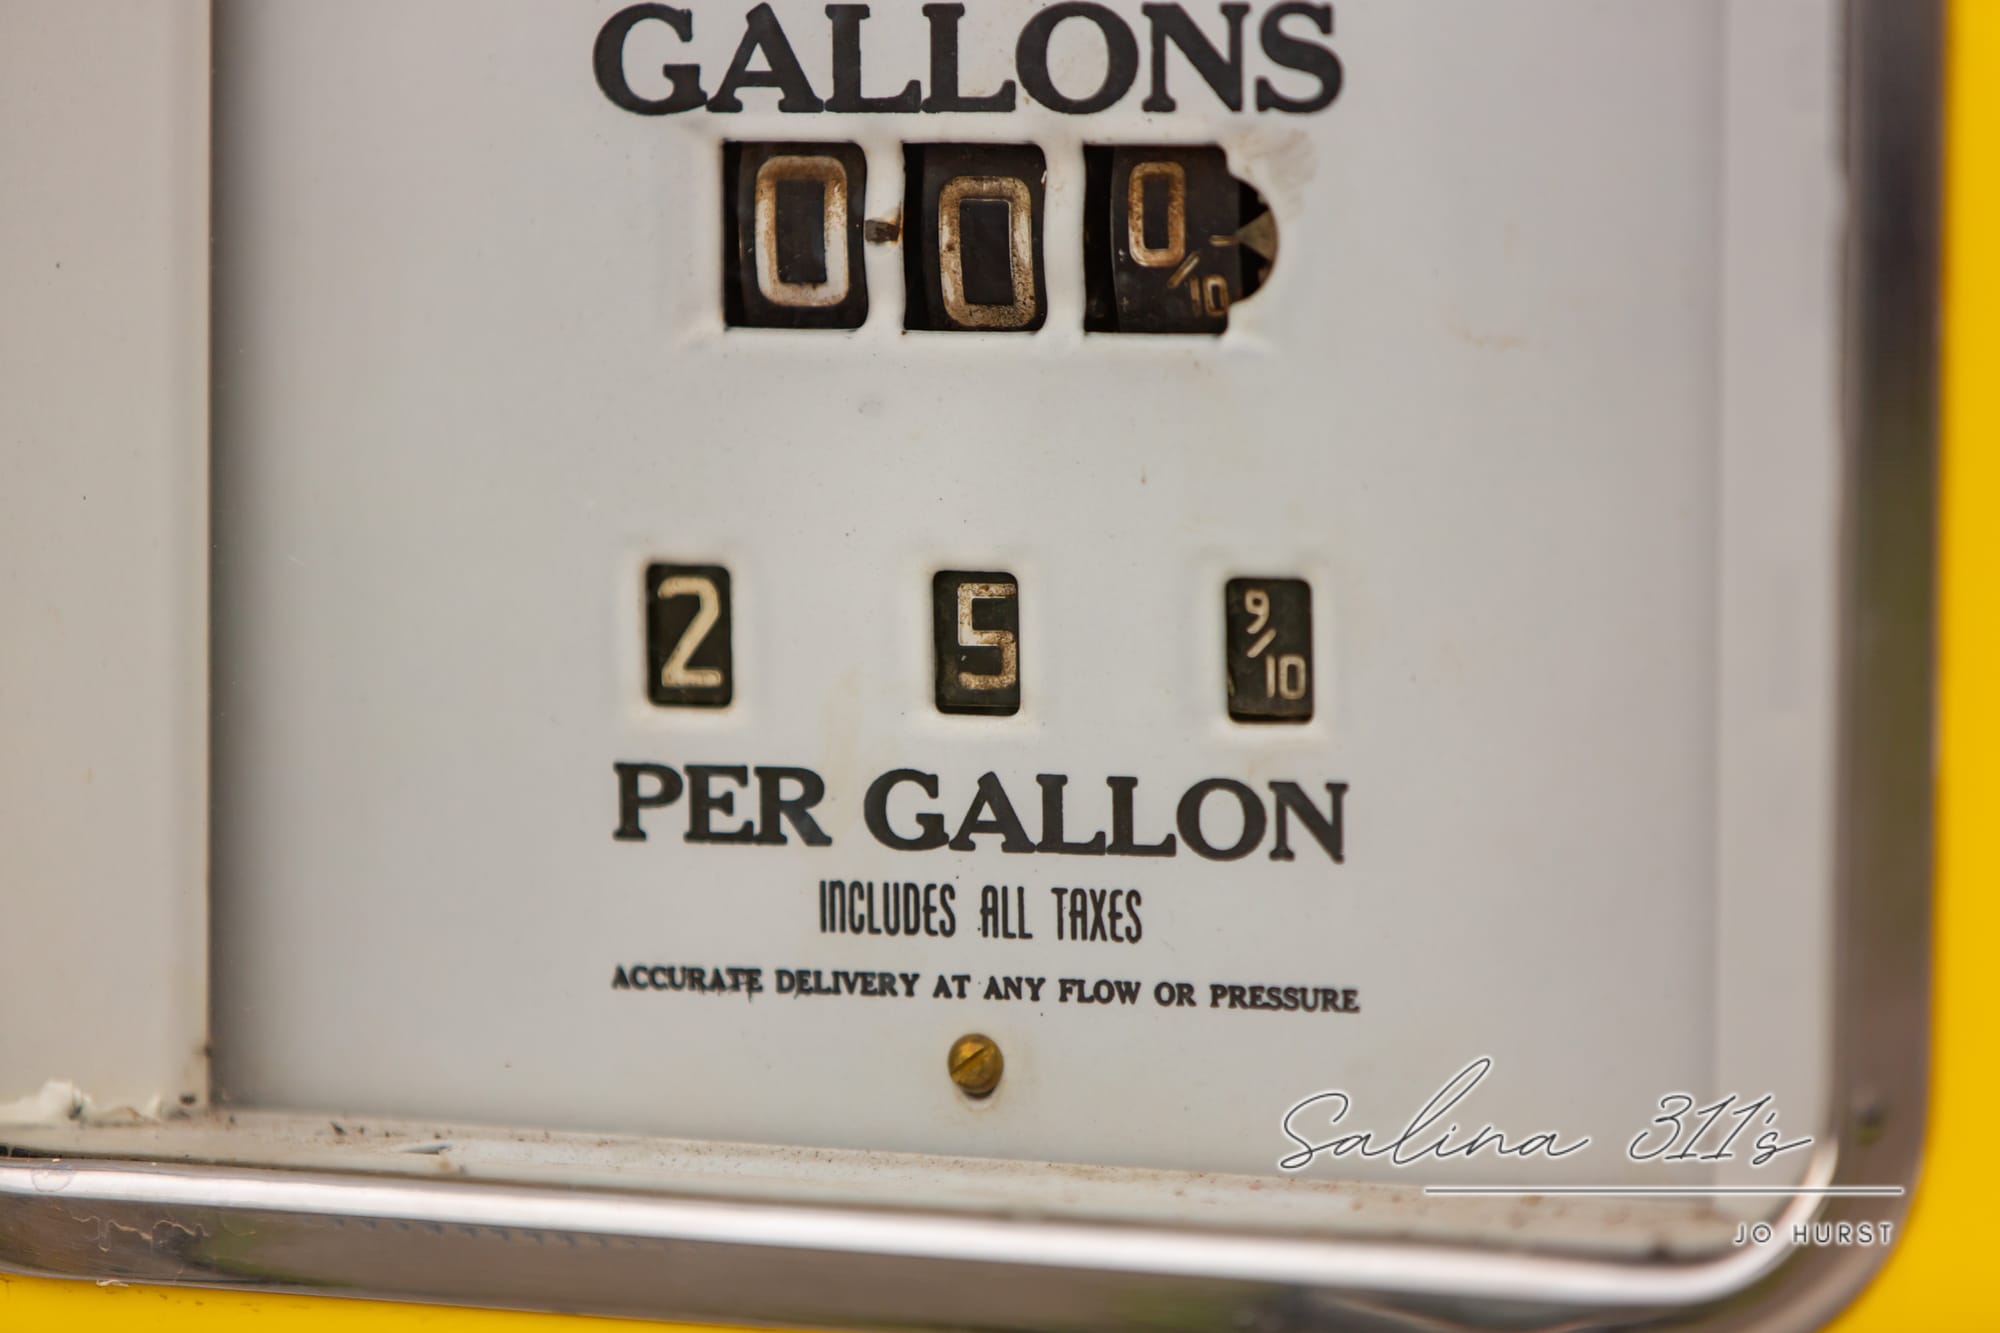 GALLONS
0 0 0/10
2 5 9/10
PER GALLON
INCLUDES ALL TAXES
ACCURATE DELIVERY AT ANY FLOW OR PRESSURE
Salina 311's
JO HURST